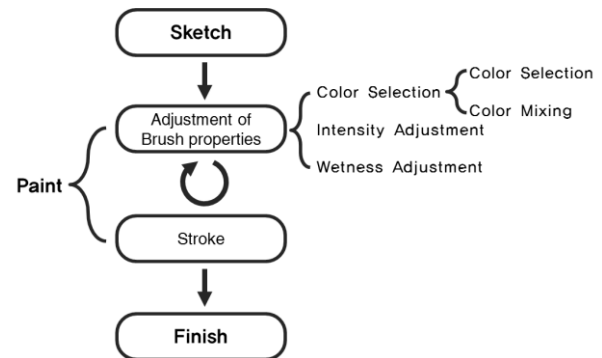 Sketch
Adjustment of
Brush properties
Color Selection
Color Selection
Color Mixing
Intensity Adjustment
Wetness Adjustment
Paint
Stroke
Finish